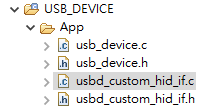 USB_DEVICE
App
usb_device.c
usb_device.h
usbd_custom_hid_if.c
usbd_custom_hid_if.h